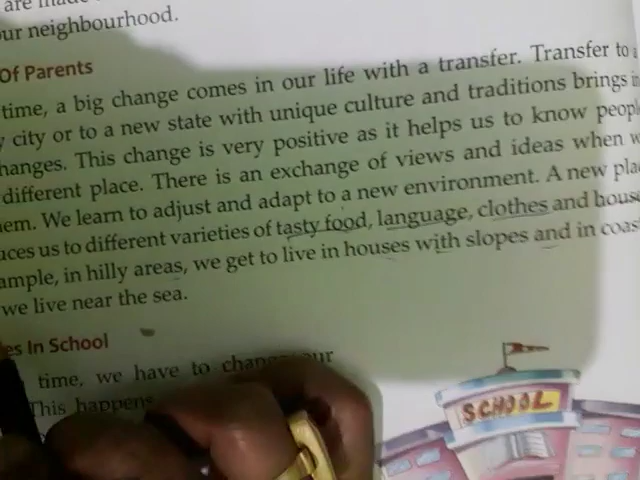 our neighbourhood.
Of Parents
time, a big change comes in our life with a transfer. Transfer to a
city or to a new state with unique culture and traditions brings in
hanges. This change is very positive as it helps us to know peopl
different place. There is an exchange of views and ideas when w
em. We learn to adjust and adapt to a new environment. A new pla
uces us to different varieties of tasty food, language, clothes and house
ample, in hilly areas, we get to live in houses with slopes and in coas
we live near the sea.
es In School
time, we have to change our
This happens
SCHOOL